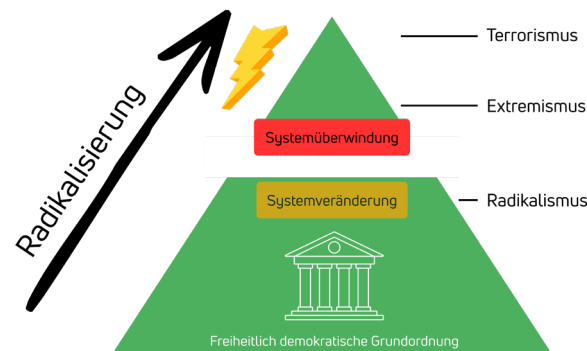 Radikalisierung
Terrorismus
Extremismus
Systemüberwindung
Systemveränderung
Radikalismus
Freiheitlich demokratische Grundordnung